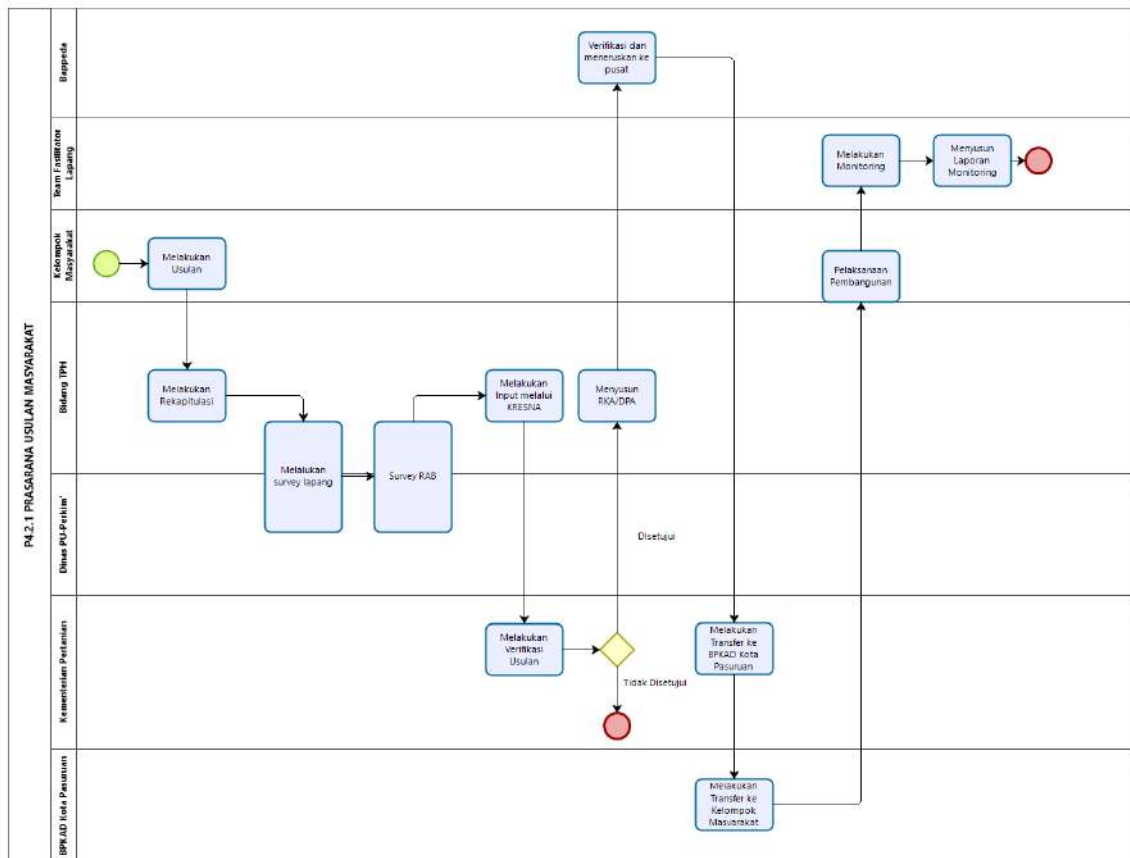 P4.2.1 PRASARANA USULAN MASYARAKAT
Bappeda
Verifikasi dan
meneruskan ke
pusat
Team Fasilitator
Lapang
Melakukan
Monitoring
Menyusun
Laporan
Monitoring
Kelompok
Masyarakat
Melakukan
Usulan
Pelaksanaan
Pembangunan
Bidang TPH
Melakukan
Rekapitulasi
Melalukan
survey lapang
Survey RAB
Melakukan
Input melalui
KRESNA
Menyusun
RKA/DPA
Dinas PU-Perkim'
Disetujui
Kementerian Pertanian
Melakukan
Verifikasi
Usulan
Tidak Disetujui
Melakukan
Transfer ke
BPKAD Kota
Pasuruan
BPKAD Kota Pasuruan
Melakukan
Transfer ke
Kelompok
Masyarakat